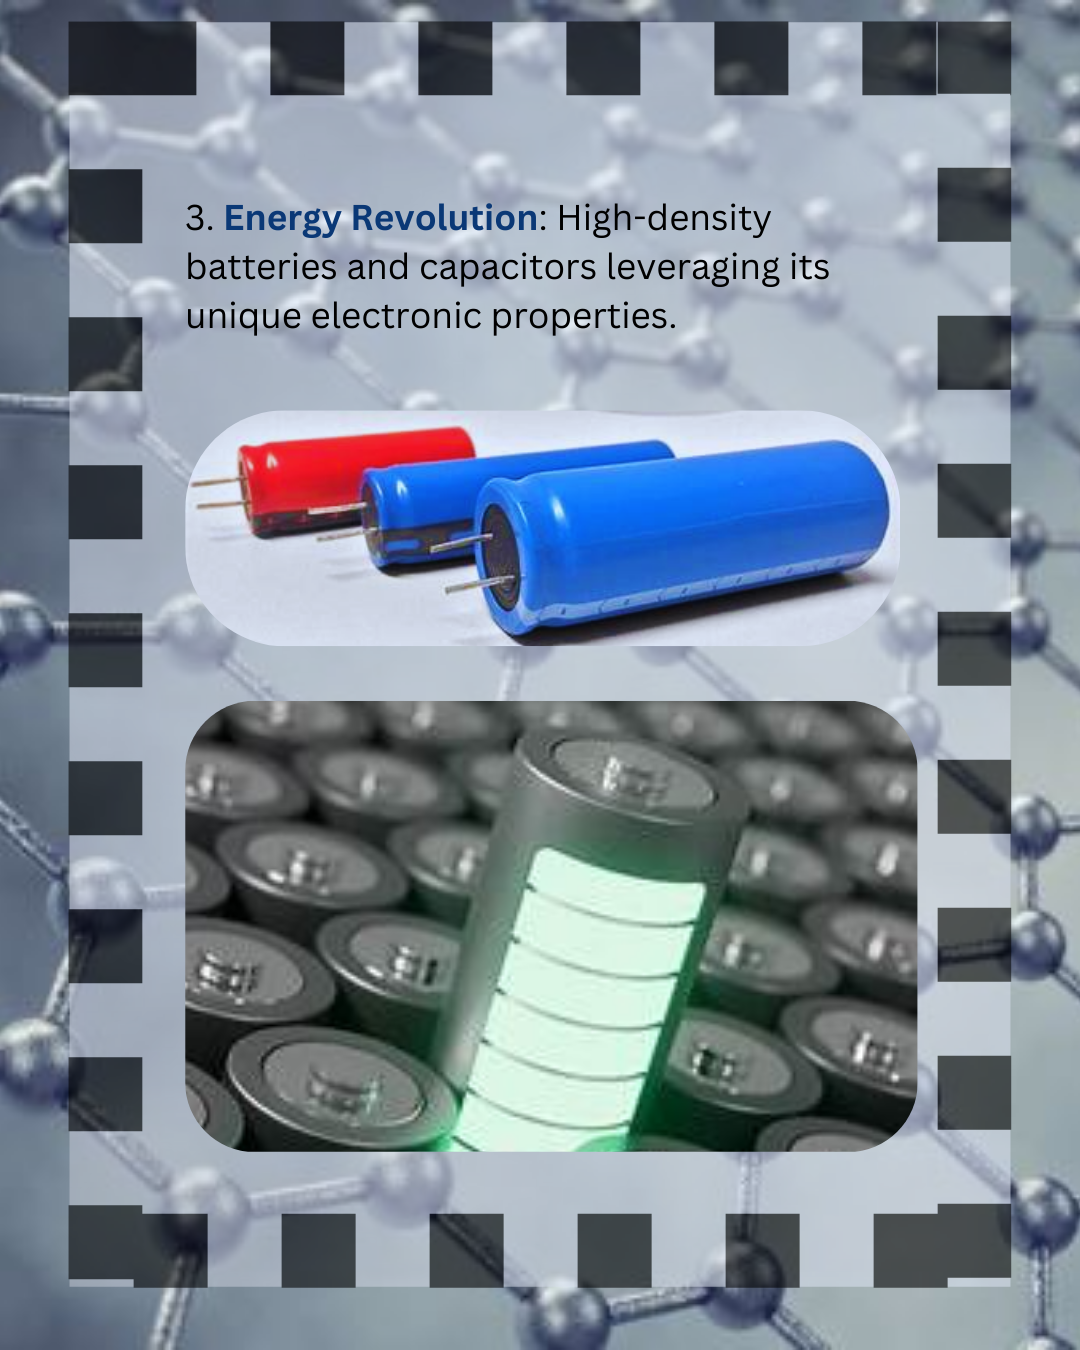 3. Energy Revolution: High-density
batteries and capacitors leveraging its
unique electronic properties.